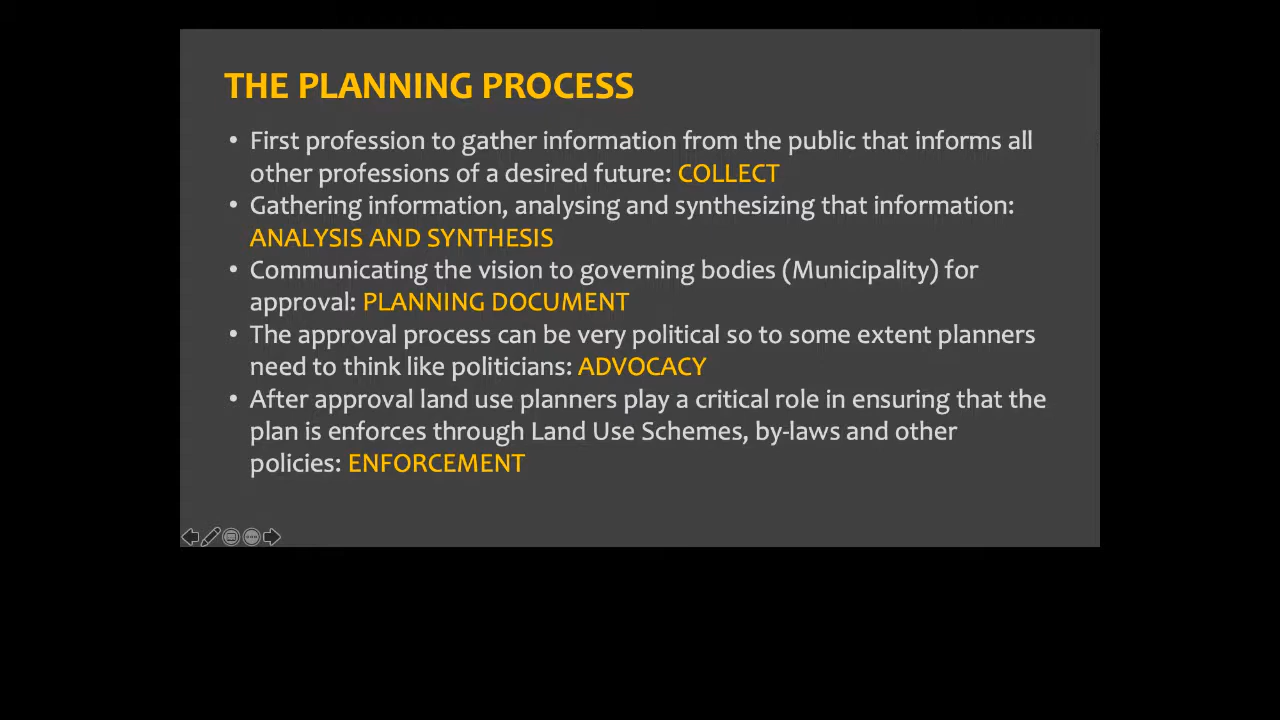 THE PLANNING PROCESS
• First profession to gather information from the public that informs all
other professions of a desired future: COLLECT
• Gathering information, analysing and synthesizing that information:
ANALYSIS AND SYNTHESIS
• Communicating the vision to governing bodies (Municipality) for
approval: PLANNING DOCUMENT
• The approval process can be very political so to some extent planners
need to think like politicians: ADVOCACY
• After approval land use planners play a critical role in ensuring that the
plan is enforces through Land Use Schemes, by-laws and other
policies: ENFORCEMENT